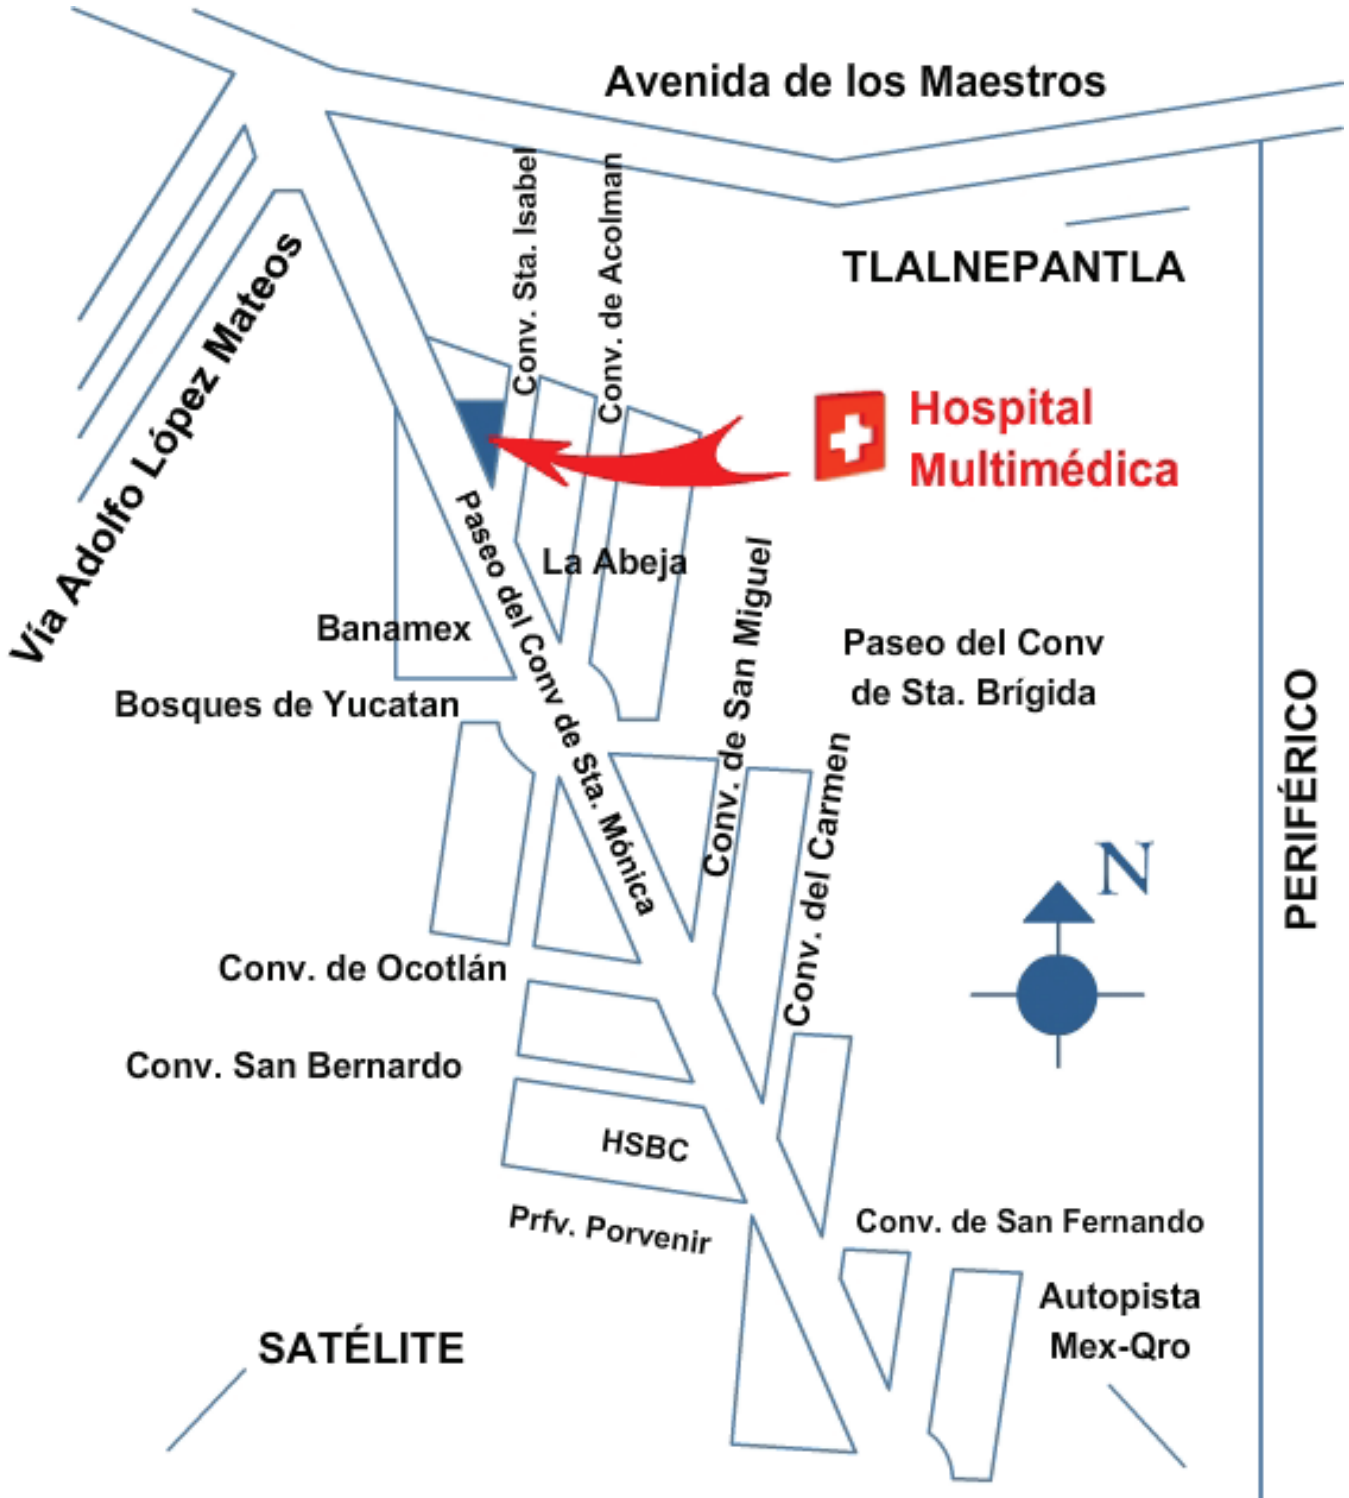 Avenida de los Maestros
Conv. Sta. Isabel
Conv. de Acolman
TLALNEPANTLA
Vía Adolfo López Mateos
Hospital
Multimédica
Paseo del Conv de Sta. Mónica
La Abeja
Conv. de San Miguel
Banamex
Paseo del Conv
de Sta. Brígida
Bosques de Yucatan
PERIFÉRICO
Conv. del Carmen
N
Conv. de Ocotlán
Conv. San Bernardo
HSBC
Prfv. Porvenir
Conv. de San Fernando
Autopista
Mex-Qro
SATÉLITE